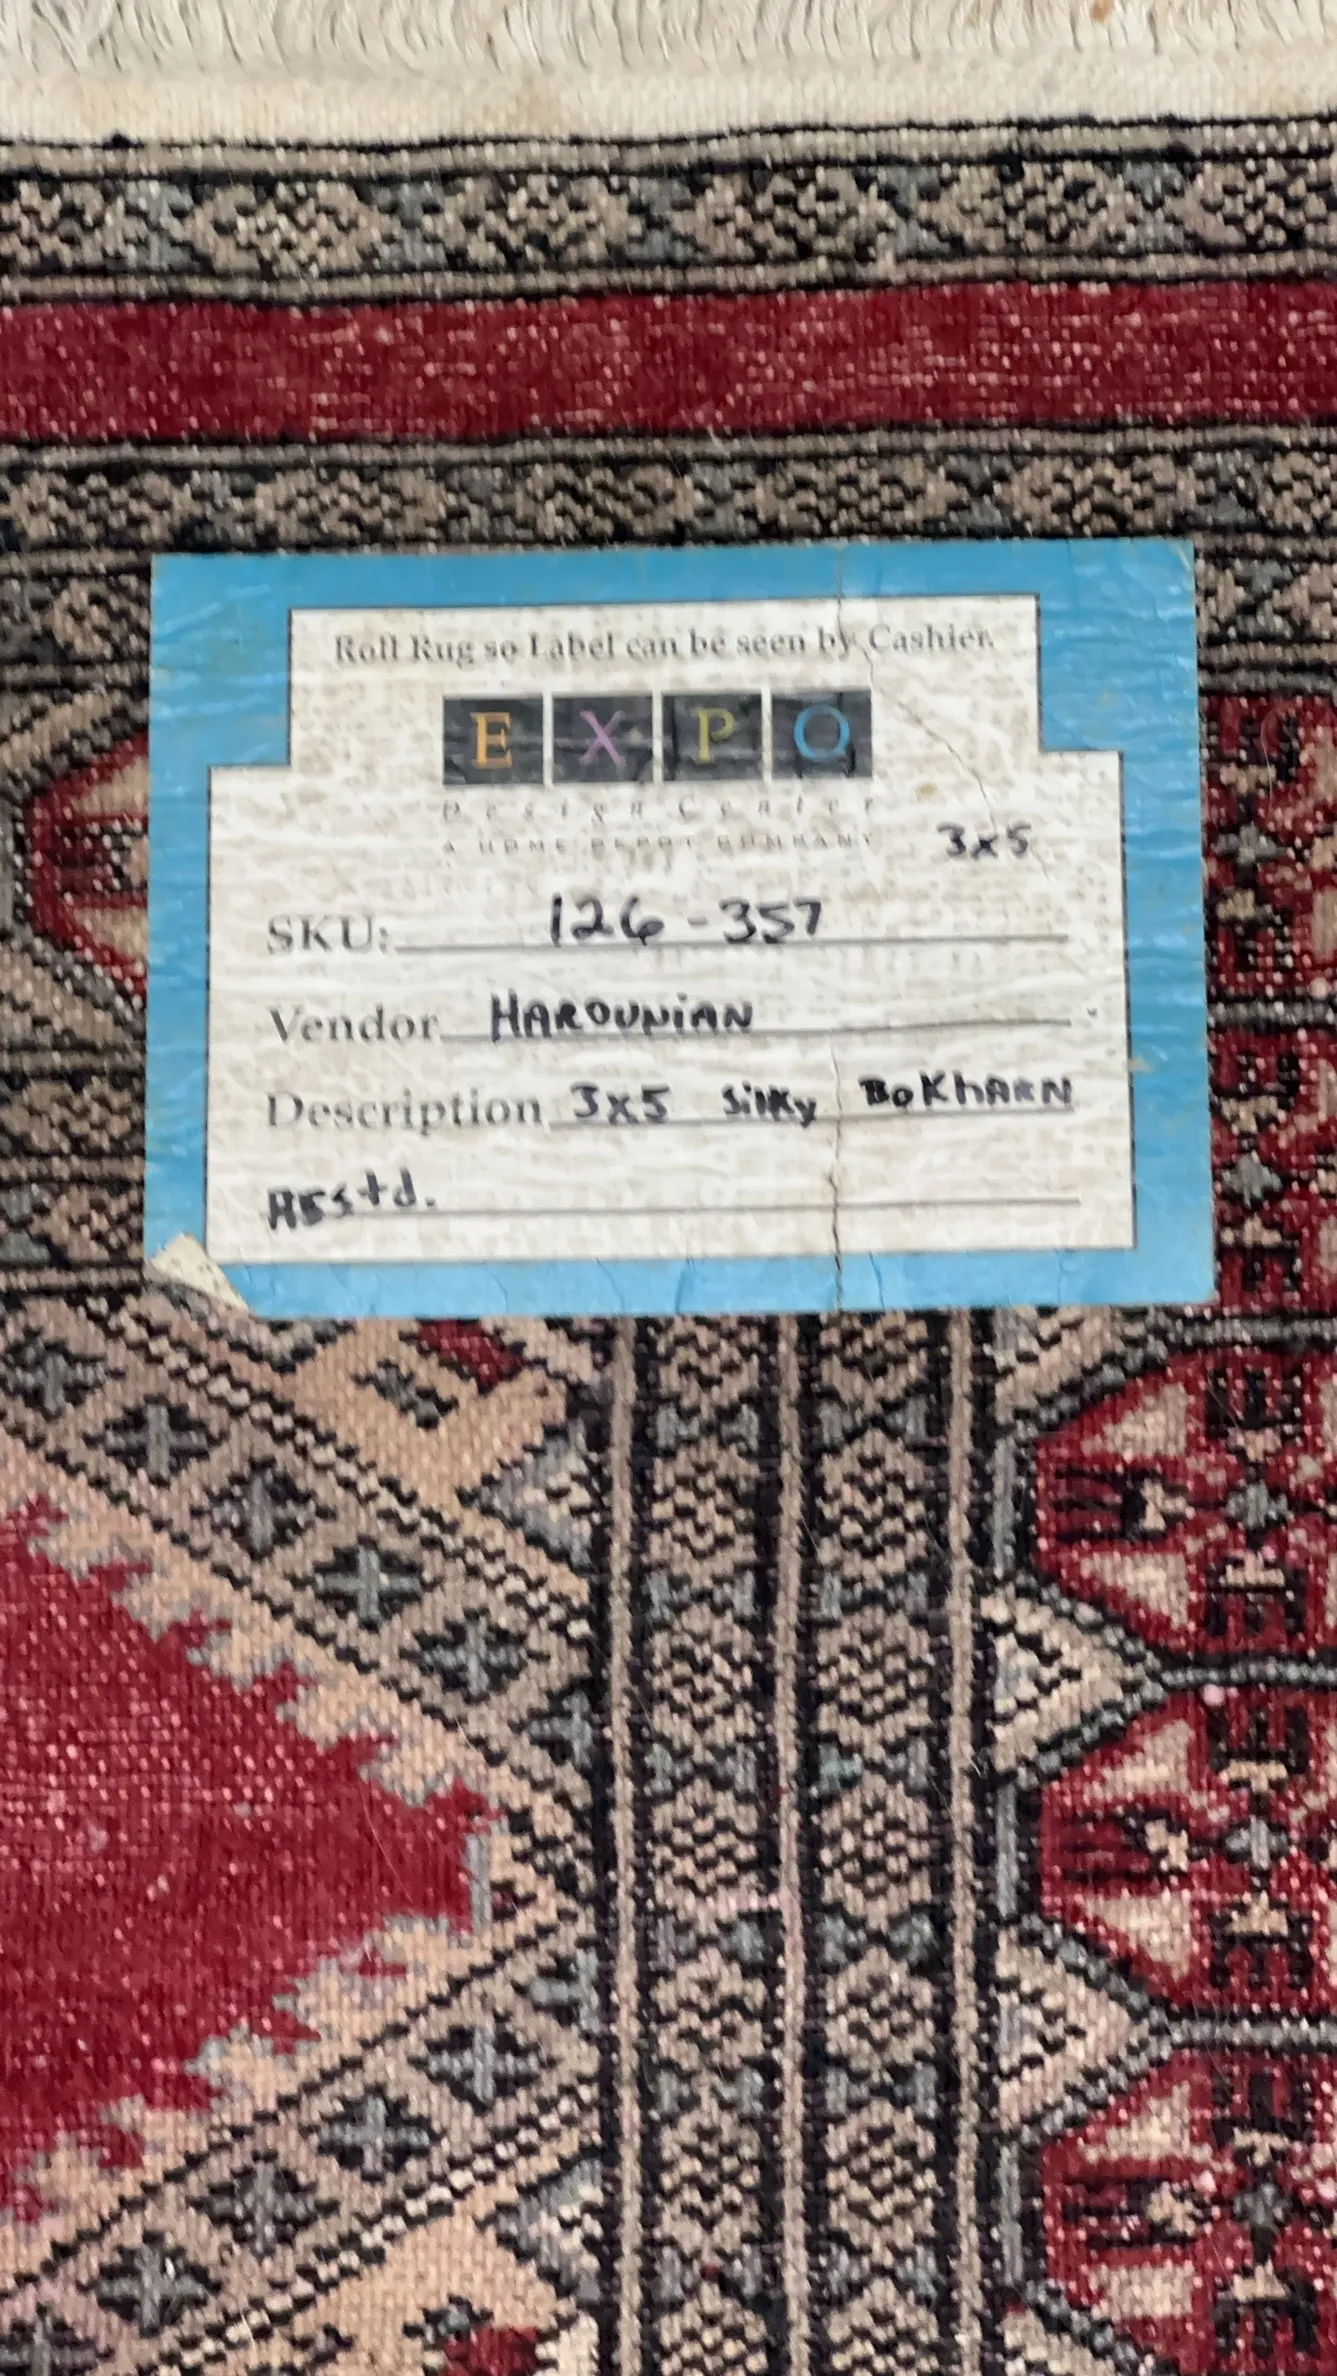 Roll Rug so Label can be seen by Cashier.
EXPO
Design Center
A HOME DEPOT COMPANY
3x5
SKU: 126-357
Vendor HAROUNiAN
Description 3x5 Silky BoKhARN
ASStd.